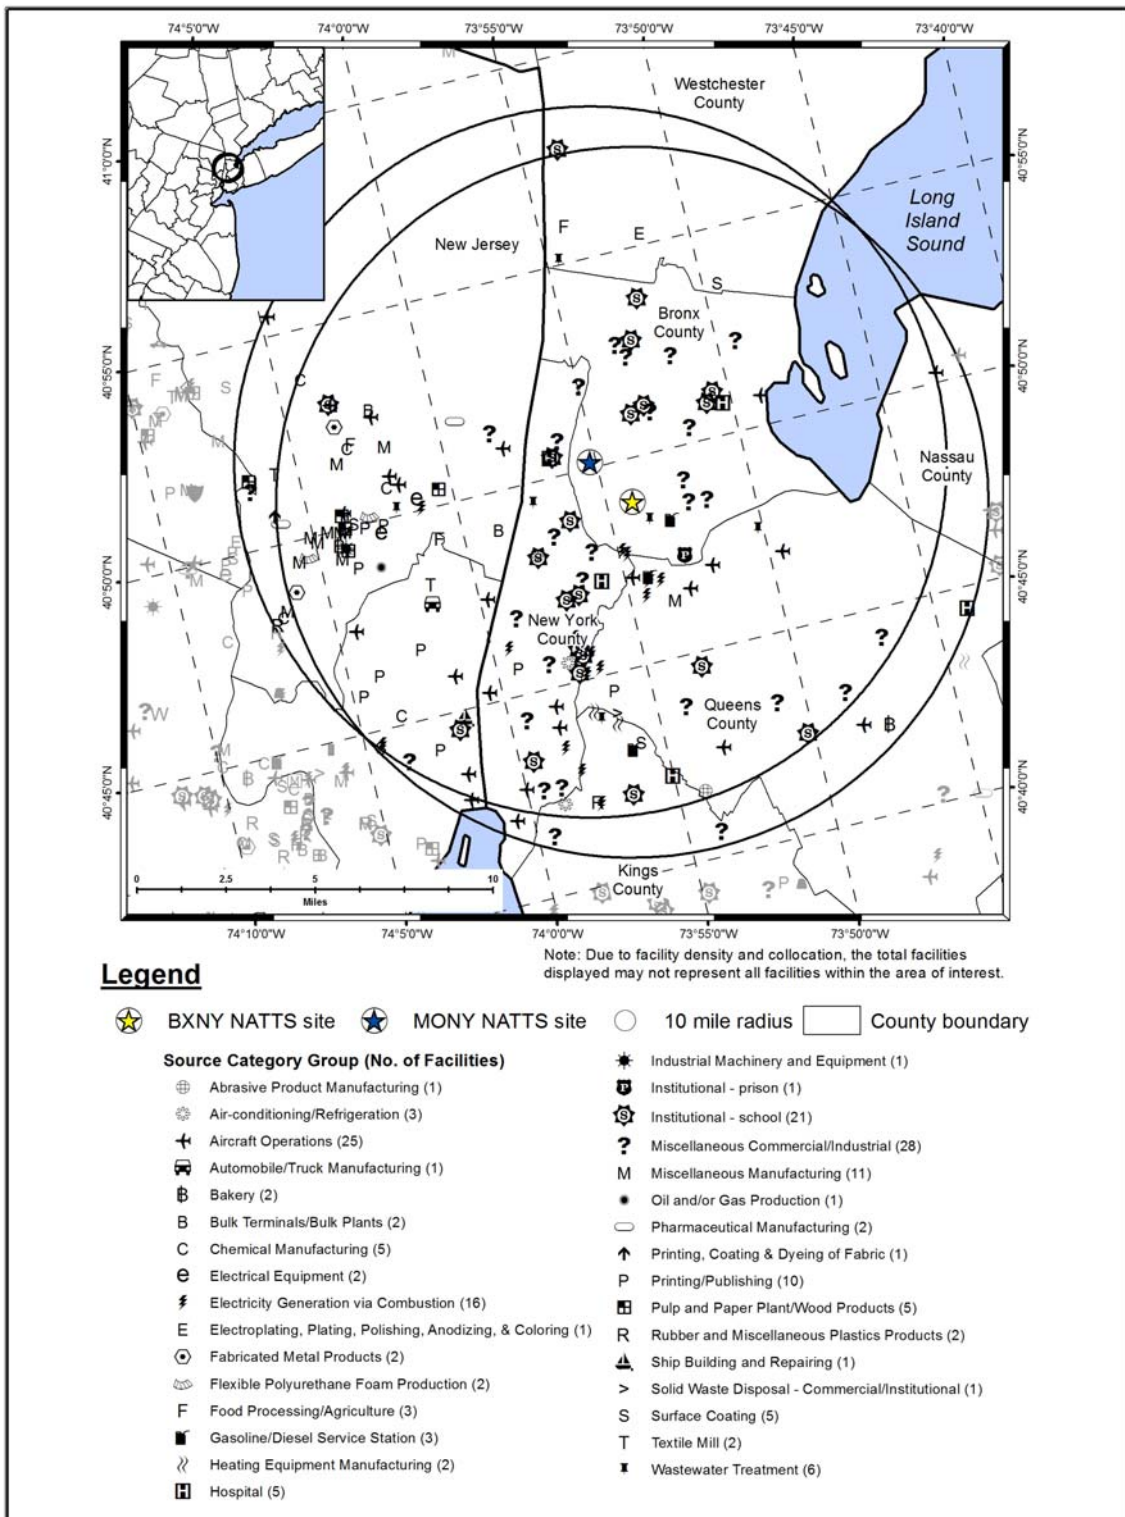 74°5'0"W 74°0'0"W 73°55'0"W 73°50'0"W 73°45'0"W 73°40'0"W
Westchester
County
41°0'0"N
40°55'0"N
Long
Island
Sound
New Jersey
Bronx
County
40°55'0"N
40°50'0"N
Nassau
County
40°50'0"N
40°45'0"N
New York
County
Queens
County
40°45'0"N
40°40'0"N
Kings
County
0 2.5 5 10
Miles
74°10'0"W 74°5'0"W 74°0'0"W 73°55'0"W 73°50'0"W
Note: Due to facility density and collocation, the total facilities
displayed may not represent all facilities within the area of interest.
Legend
BXNY NATTS site MONY NATTS site 10 mile radius County boundary
Source Category Group (No. of Facilities)
Abrasive Product Manufacturing (1)
Air-conditioning/Refrigeration (3)
Aircraft Operations (25)
Automobile/Truck Manufacturing (1)
Bakery (2)
B Bulk Terminals/Bulk Plants (2)
C Chemical Manufacturing (5)
e Electrical Equipment (2)
Electricity Generation via Combustion (16)
E Electroplating, Plating, Polishing, Anodizing, & Coloring (1)
Fabricated Metal Products (2)
Flexible Polyurethane Foam Production (2)
F Food Processing/Agriculture (3)
Gasoline/Diesel Service Station (3)
Heating Equipment Manufacturing (2)
H Hospital (5)
Industrial Machinery and Equipment (1)
P Institutional - prison (1)
S Institutional - school (21)
? Miscellaneous Commercial/Industrial (28)
M Miscellaneous Manufacturing (11)
Oil and/or Gas Production (1)
Pharmaceutical Manufacturing (2)
Printing, Coating & Dyeing of Fabric (1)
P Printing/Publishing (10)
Pulp and Paper Plant/Wood Products (5)
R Rubber and Miscellaneous Plastics Products (2)
Ship Building and Repairing (1)
> Solid Waste Disposal - Commercial/Institutional (1)
S Surface Coating (5)
T Textile Mill (2)
Wastewater Treatment (6)